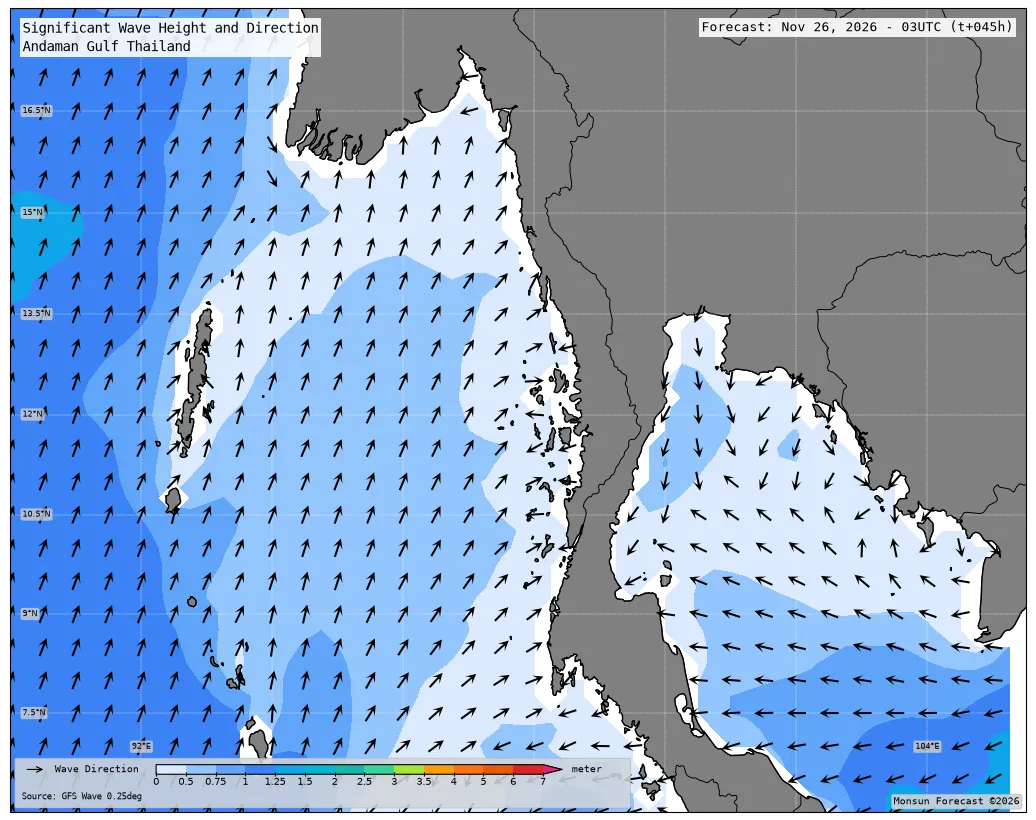 Significant Wave Height and Direction
Andaman Gulf Thailand
Forecast: Nov 26, 2026 - 03UTC (t+045h)
16.5°N
15°N
13.5°N
12°N
10.5°N
9°N
7.5°N
92°E
104°E
Wave Direction
0 0.5 0.75 1 1.25 1.5 2 2.5 3 3.5 4 5 6 7
meter
Source: GFS Wave 0.25deg
Monsun Forecast ©2026